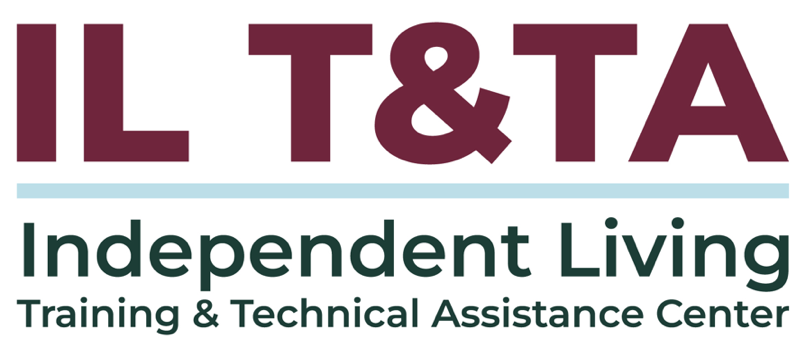 IL T&TA
Independent Living
Training & Technical Assistance Center